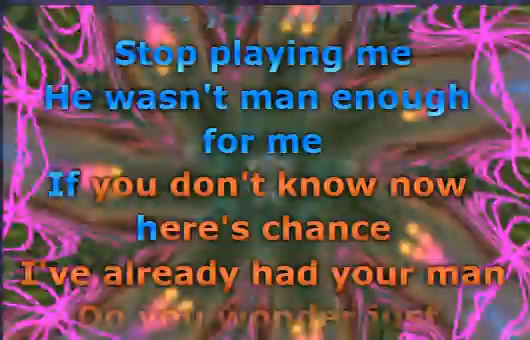 Stop playing me
He wasn't man enough
for me
If you don't know now
here's chance
I've already had your man
Do you wonder just